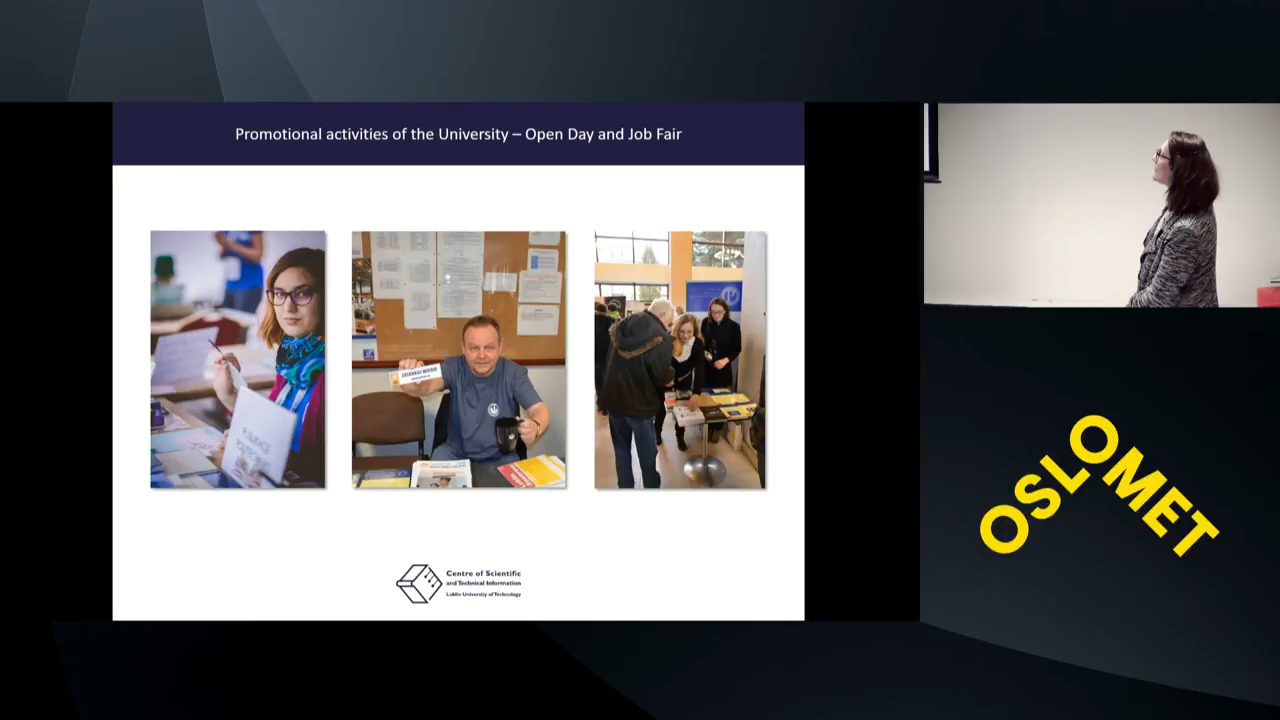 Promotional activities of the University – Open Day and Job Fair
Centre of Scientific
and Technical Information
Lublin University of Technology
OSLOMET